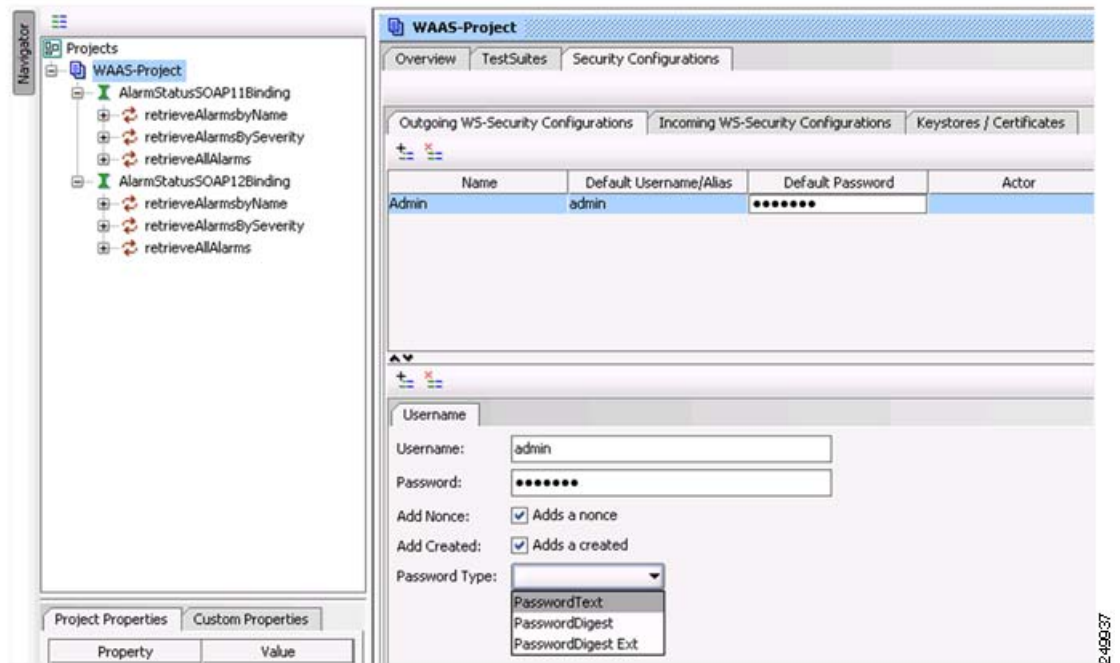 Navigator
Projects
WAAS-Project
AlarmStatusSOAP11Binding
retrieveAlarmsbyName
retrieveAlarmsBySeverity
retrieveAllAlarms
AlarmStatusSOAP12Binding
retrieveAlarmsbyName
retrieveAlarmsBySeverity
retrieveAllAlarms
Project Properties Custom Properties
Property Value
WAAS-Project
Overview TestSuites Security Configurations
Outgoing WS-Security Configurations Incoming WS-Security Configurations Keystores / Certificates
Name Default Username/Alias Default Password Actor
Admin admin •••••••
Username
Username: admin
Password: •••••••
Add Nonce: Adds a nonce
Add Created: Adds a created
Password Type:
PasswordText
PasswordDigest
PasswordDigest Ext
249937